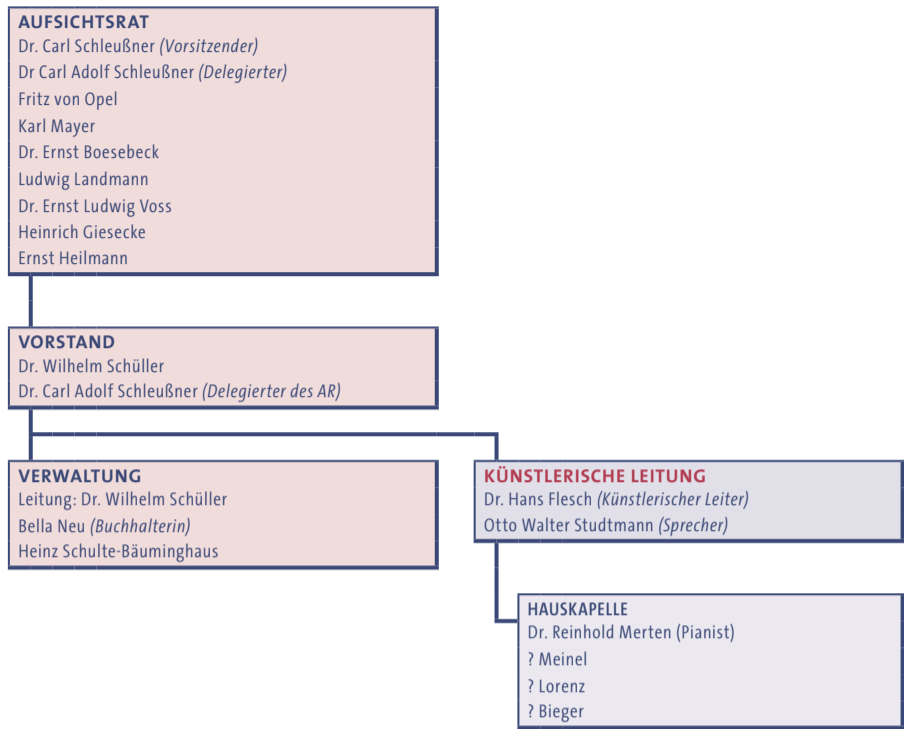 AUFSICHTSRAT
Dr. Carl Schleußner (Vorsitzender)
Dr Carl Adolf Schleußner (Delegierter)
Fritz von Opel
Karl Mayer
Dr. Ernst Boesebeck
Ludwig Landmann
Dr. Ernst Ludwig Voss
Heinrich Giesecke
Ernst Heilmann
VORSTAND
Dr. Wilhelm Schüller
Dr. Carl Adolf Schleußner (Delegierter des AR)
VERWALTUNG
Leitung: Dr. Wilhelm Schüller
Bella Neu (Buchhalterin)
Heinz Schulte-Bäuminghaus
KÜNSTLERISCHE LEITUNG
Dr. Hans Flesch (Künstlerischer Leiter)
Otto Walter Studtmann (Sprecher)
HAUSKAPELLE
Dr. Reinhold Merten (Pianist)
? Meinel
? Lorenz
? Bieger